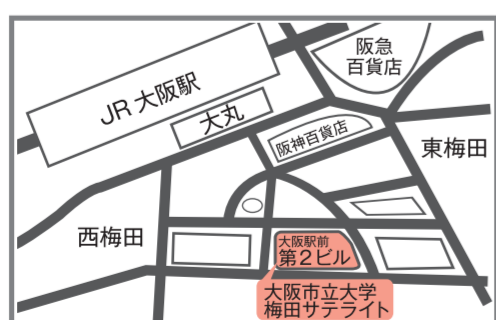 阪急
百貨店
JR 大阪駅
大丸
阪神百貨店
東梅田
西梅田
大阪駅前
第2ビル
大阪市立大学
梅田サテライト